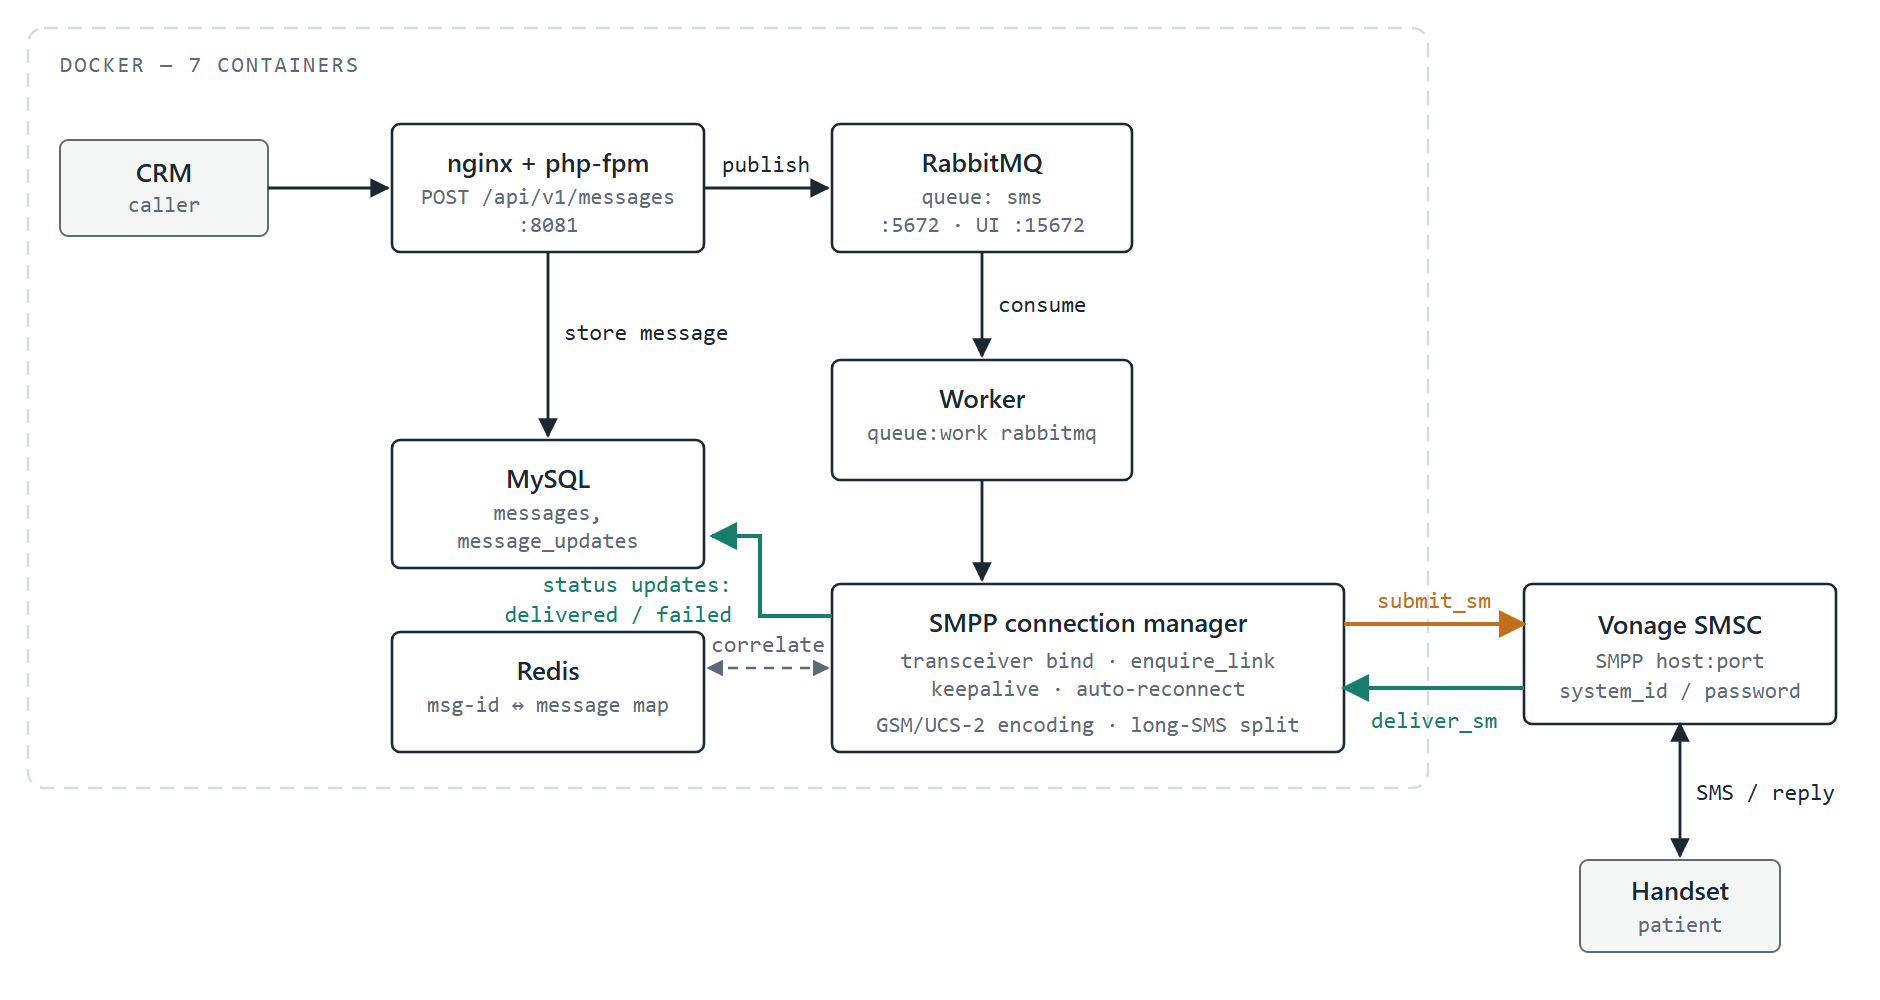 DOCKER — 7 CONTAINERS
CRM
caller
nginx + php-fpm
POST /api/v1/messages
:8081
publish
RabbitMQ
queue: sms
:5672 · UI :15672
store message
consume
Worker
queue:work rabbitmq
MySQL
messages,
message_updates
status updates:
delivered / failed
correlate
Redis
msg-id ↔ message map
SMPP connection manager
transceiver bind · enquire_link
keepalive · auto-reconnect
GSM/UCS-2 encoding · long-SMS split
submit_sm
deliver_sm
Vonage SMSC
SMPP host:port
system_id / password
SMS / reply
Handset
patient